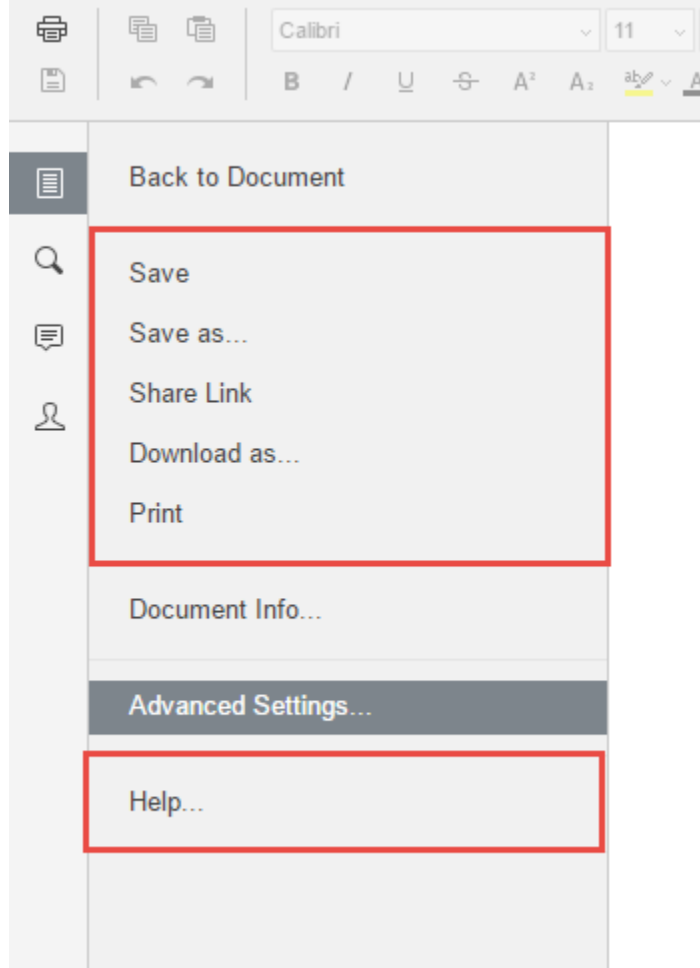 Calibri 11
B I U S A² A₂ ab A
Back to Document
Save
Save as...
Share Link
Download as...
Print
Document Info...
Advanced Settings...
Help...